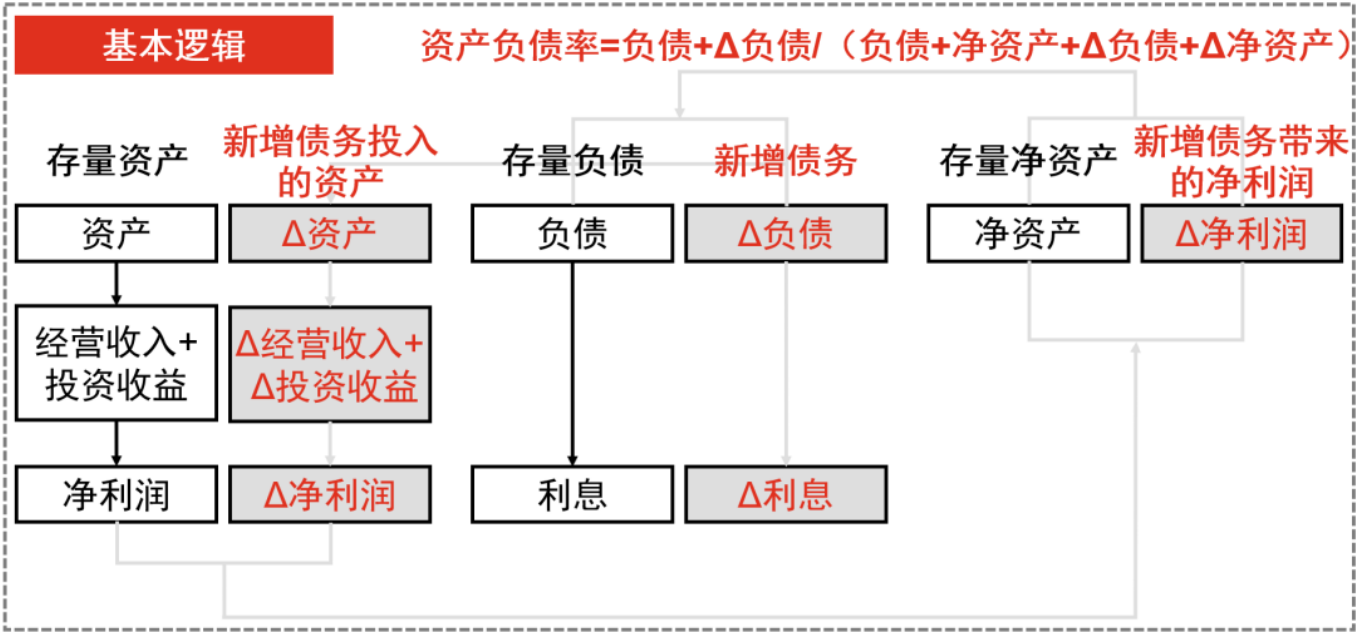 基本逻辑
资产负债率=负债+Δ负债/（负债+净资产+Δ负债+Δ净资产）
存量资产
新增债务投入
的资产
存量负债
新增债务
存量净资产
新增债务带来
的净利润
资产
Δ资产
负债
Δ负债
净资产
Δ净利润
经营收入+
投资收益
Δ经营收入+
Δ投资收益
净利润
Δ净利润
利息
Δ利息